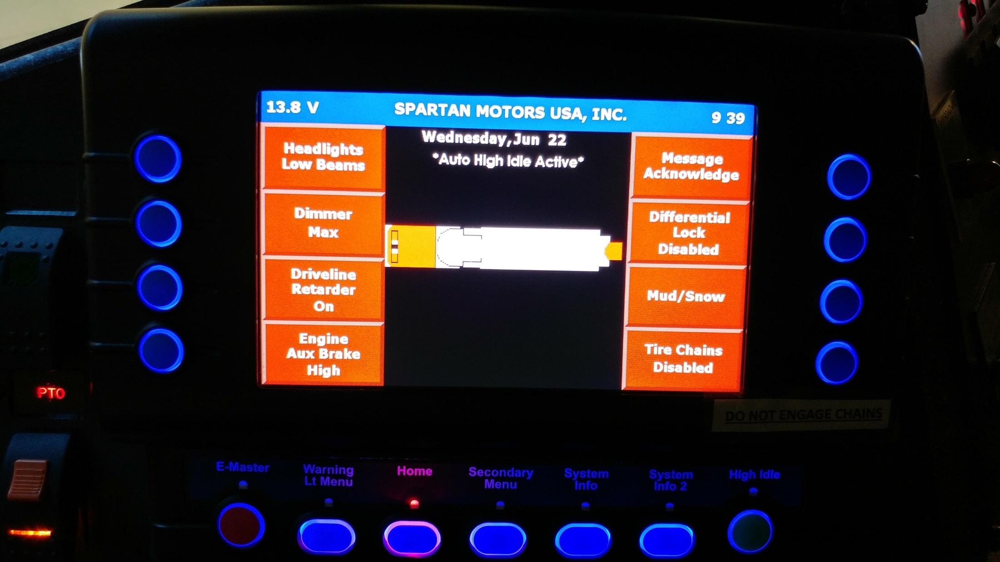 13.8 V SPARTAN MOTORS USA, INC. 9 39
Wednesday,Jun 22
*Auto High Idle Active*
Headlights
Low Beams
Dimmer
Max
Driveline
Retarder
On
Engine
Aux Brake
High
Message
Acknowledge
Differential
Lock
Disabled
Mud/Snow
Tire Chains
Disabled
PTO
DO NOT ENGAGE CHAINS
E-Master
Warning
Lt Menu
Home
Secondary
Menu
System
Info
System
Info 2
High Idle